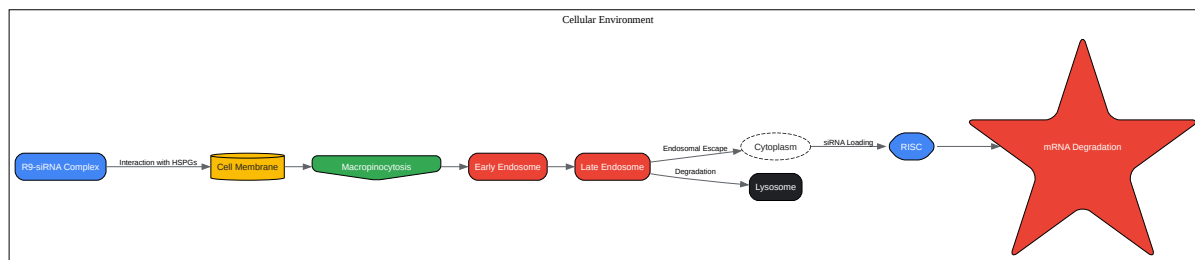 Cellular Environment
R9-siRNA Complex
Interaction with HSPGs
Cell Membrane
Macropinocytosis
Early Endosome
Late Endosome
Endosomal Escape
Degradation
Cytoplasm
Lysosome
siRNA Loading
RISC
mRNA Degradation